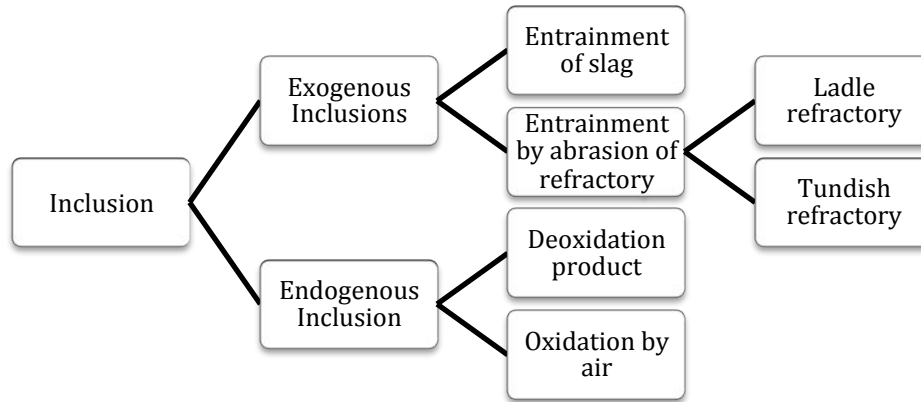 Inclusion
Exogenous
Inclusions
Entrainment
of slag
Entrainment
by abrasion of
refractory
Ladle
refractory
Tundish
refractory
Endogenous
Inclusion
Deoxidation
product
Oxidation by
air